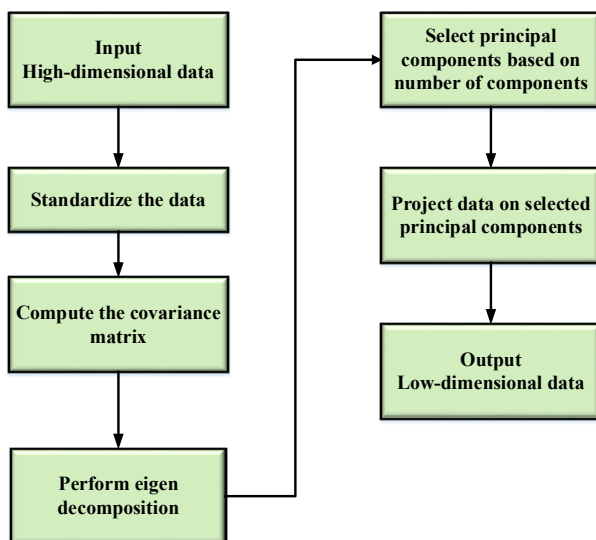 Input
High-dimensional data
Standardize the data
Compute the covariance
matrix
Perform eigen
decomposition
Select principal
components based on
number of components
Project data on selected
principal components
Output
Low-dimensional data